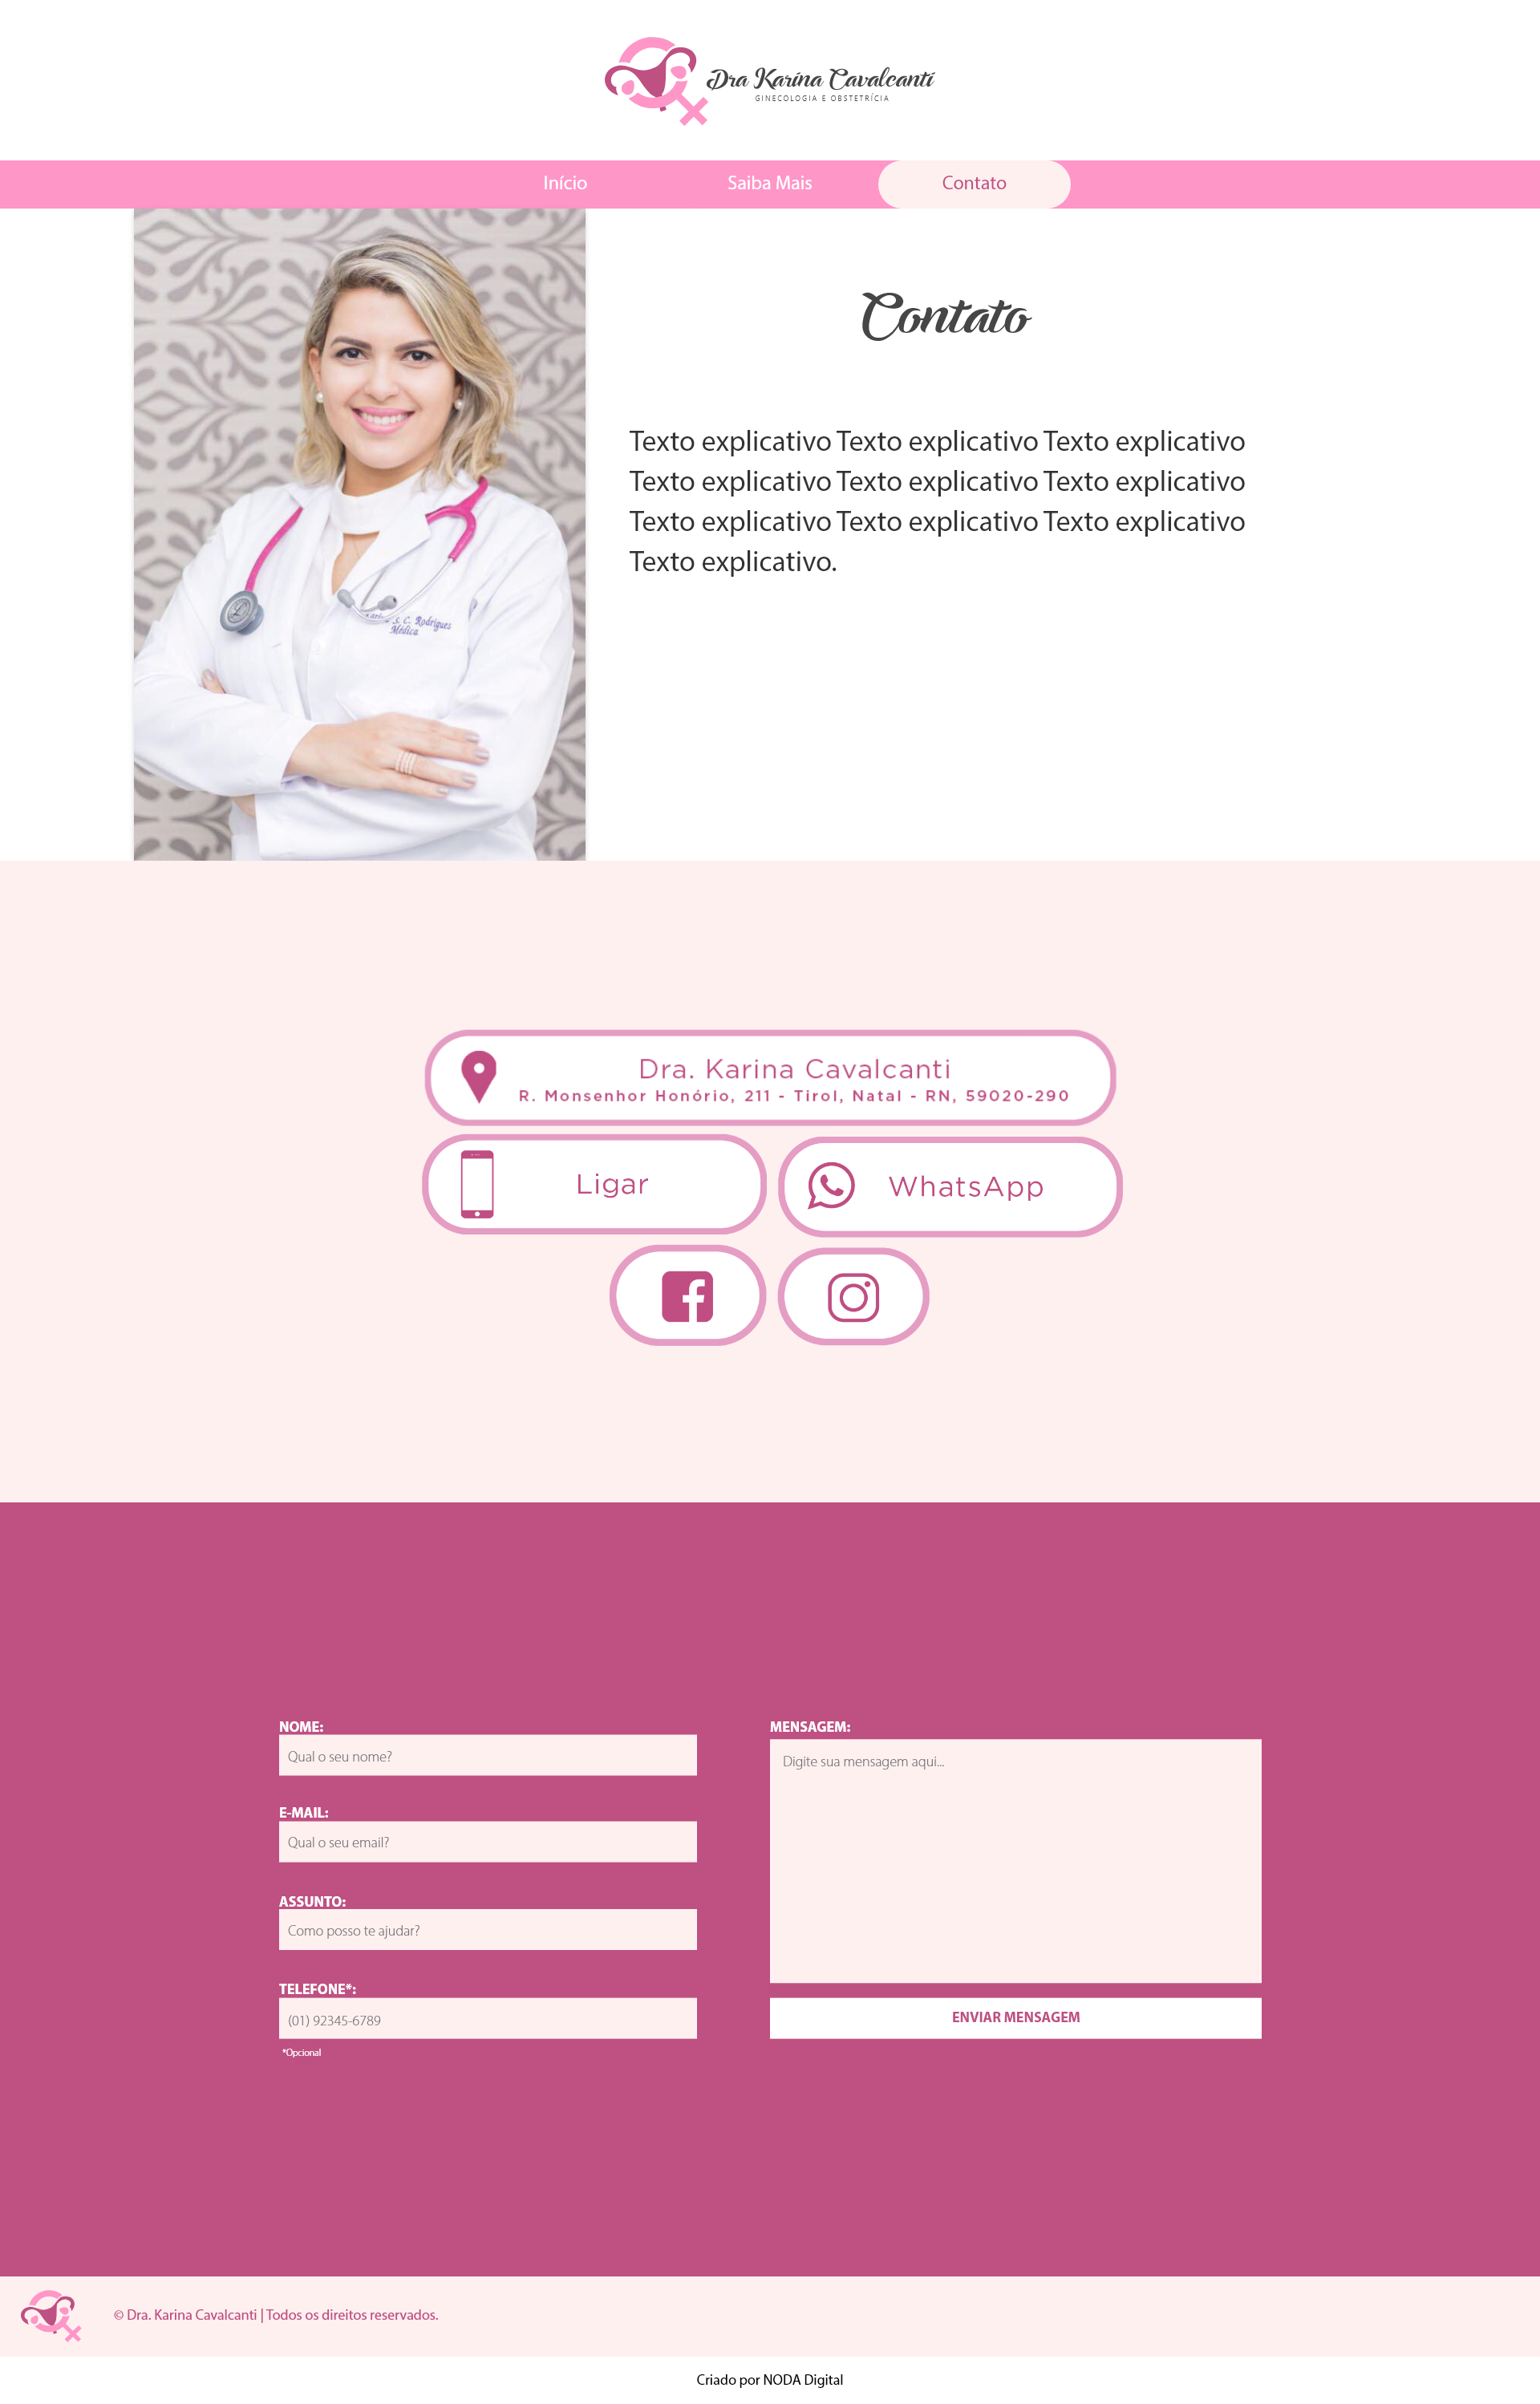 Dra Karina Cavalcanti
GINECOLOGIA E OBSTETRÍCIA
Início
Saiba Mais
Contato
Contato
Texto explicativo Texto explicativo Texto explicativo
Texto explicativo Texto explicativo Texto explicativo
Texto explicativo Texto explicativo Texto explicativo
Texto explicativo.
S. C. Rodrigues
Médica
Dra. Karina Cavalcanti
R. Monsenhor Honório, 211 - Tirol, Natal - RN, 59020-290
Ligar
WhatsApp
NOME:
Qual o seu nome?
E-MAIL:
Qual o seu email?
ASSUNTO:
Como posso te ajudar?
TELEFONE*:
(01) 92345-6789
*Opcional
MENSAGEM:
Digite sua mensagem aqui...
ENVIAR MENSAGEM
© Dra. Karina Cavalcanti | Todos os direitos reservados.
Criado por NODA Digital